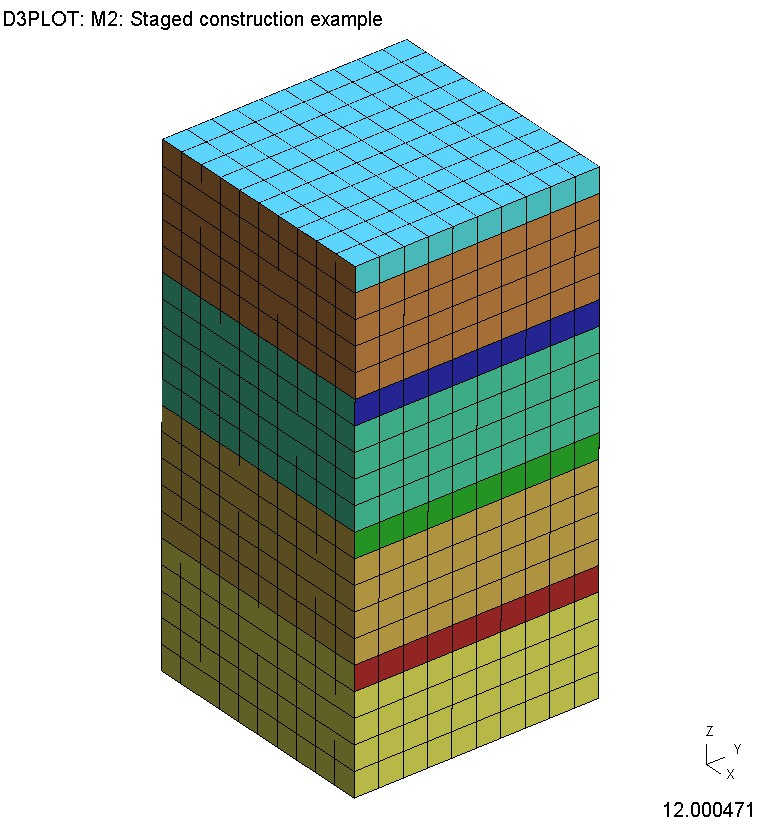 D3PLOT: M2: Staged construction example
Z
Y
X
12.000471